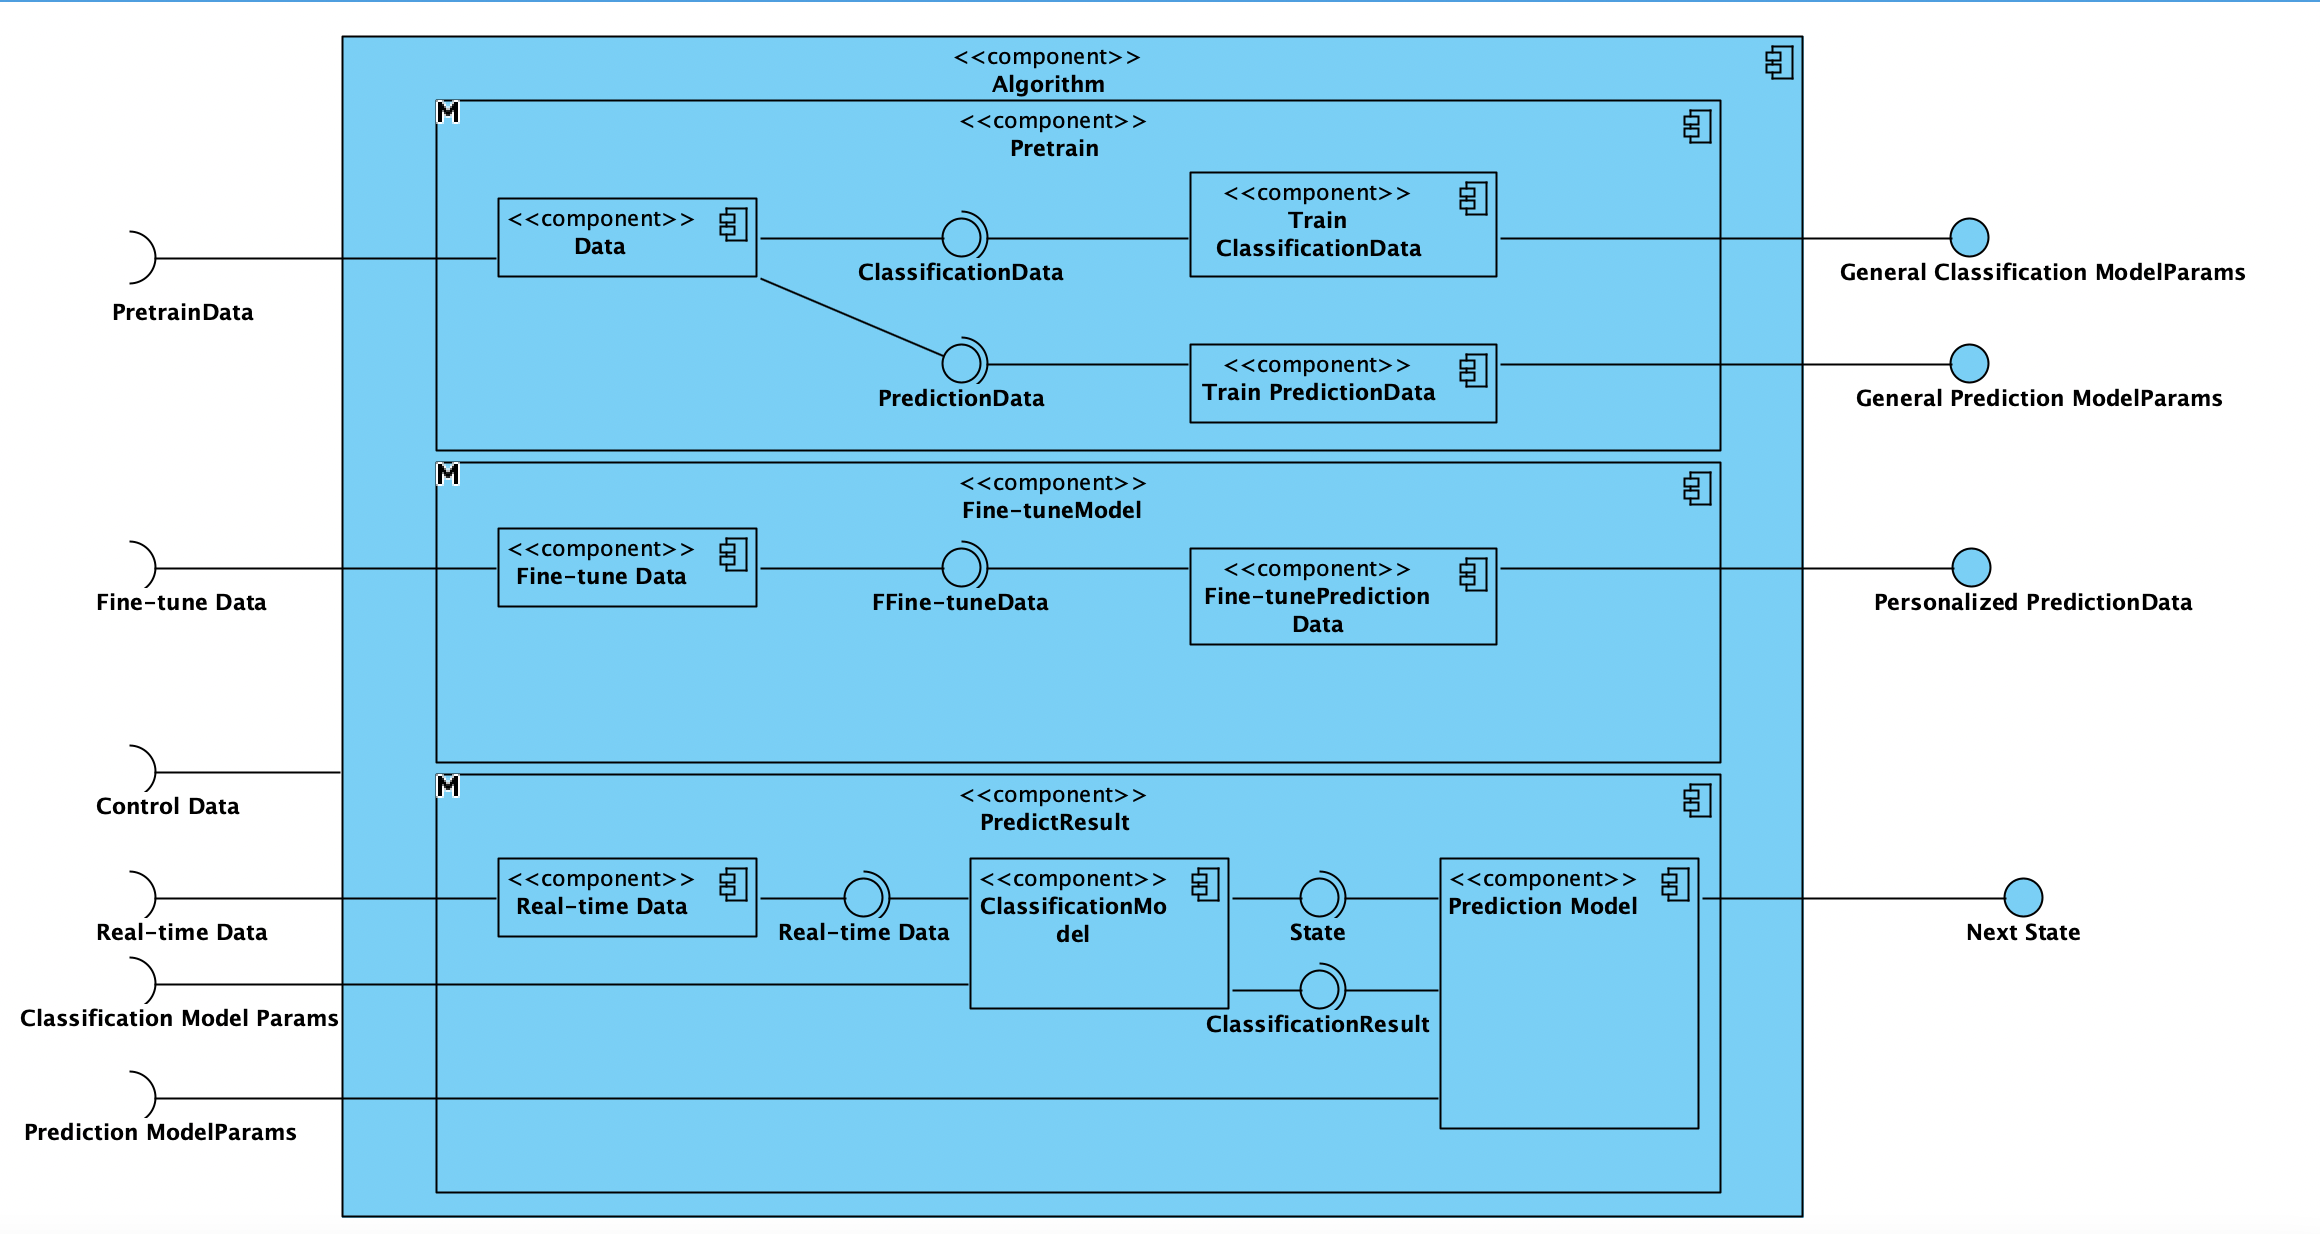 <<component>>
Algorithm
M
<<component>>
Pretrain
<<component>>
Data
ClassificationData
<<component>>
Train
ClassificationData
PretrainData
General Classification ModelParams
PredictionData
<<component>>
Train PredictionData
General Prediction ModelParams
M
<<component>>
Fine-tuneModel
<<component>>
Fine-tune Data
Fine-tune Data
FFine-tuneData
<<component>>
Fine-tunePrediction
Data
Personalized PredictionData
Control Data
M
<<component>>
PredictResult
<<component>>
Real-time Data
Real-time Data
Real-time Data
<<component>>
ClassificationMo
del
State
<<component>>
Prediction Model
Next State
Classification Model Params
ClassificationResult
Prediction ModelParams